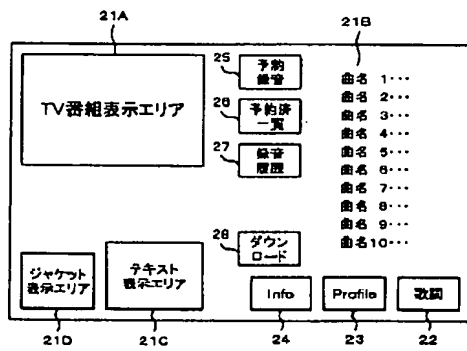 21A
21B
TV番組表示エリア
25
予約
録音
26
予約済
一覧
27
録音
履歴
曲名 1・・・
曲名 2・・・
曲名 3・・・
曲名 4・・・
曲名 5・・・
曲名 6・・・
曲名 7・・・
曲名 8・・・
曲名 9・・・
曲名10・・・
28
ダウン
ロード
ジャケット
表示エリア
テキスト
表示エリア
Info
Profile
歌詞
21D
21C
24
23
22